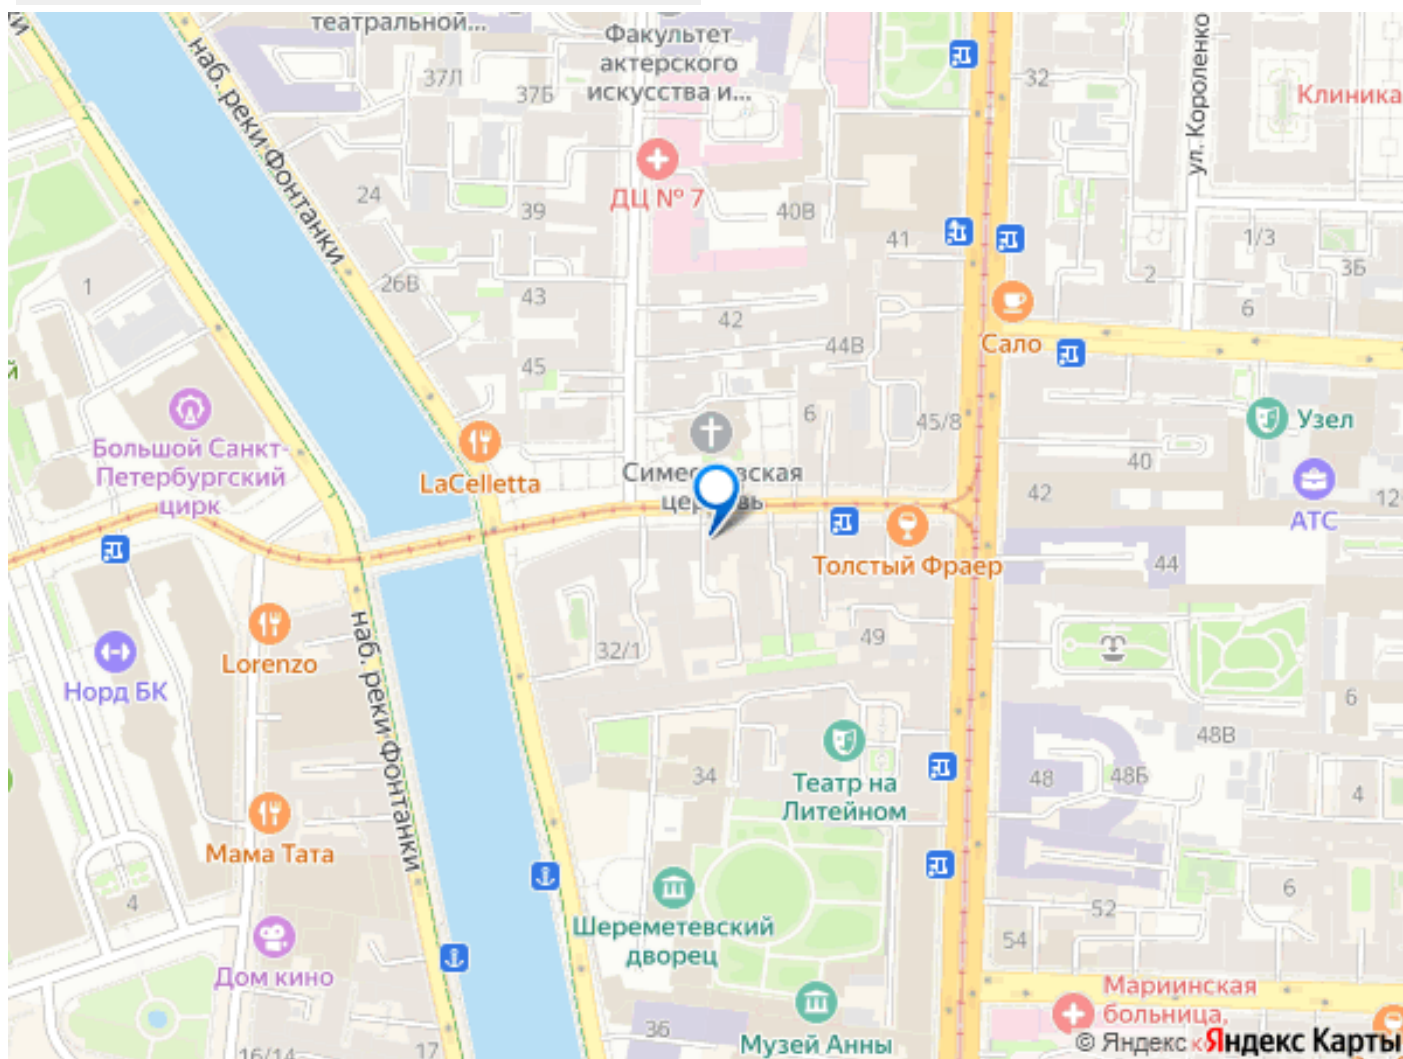 театральной...
Факультет
актерского
искусства и...
37Л
37Б
32
ул. Короленко
Клиника
наб. реки Фонтанки
24
39
ДЦ № 7
40В
41
1/3
3Б
2
6
1
26В
43
42
44В
Сало
45
6
45/8
Узел
Большой Санкт-
Петербургский
цирк
LaCelletta
40
42
АТС
12
Толстый Фраер
44
Lorenzo
Норд БК
наб. реки Фонтанки
32/1
49
6
48В
34
Театр на
Литейном
48
48Б
4
Мама Тата
4
Шереметевский
дворец
6
52
54
Дом кино
Мариинская
больница,
36
Музей Анны
16/14
17
© Яндекс
Яндекс Карты